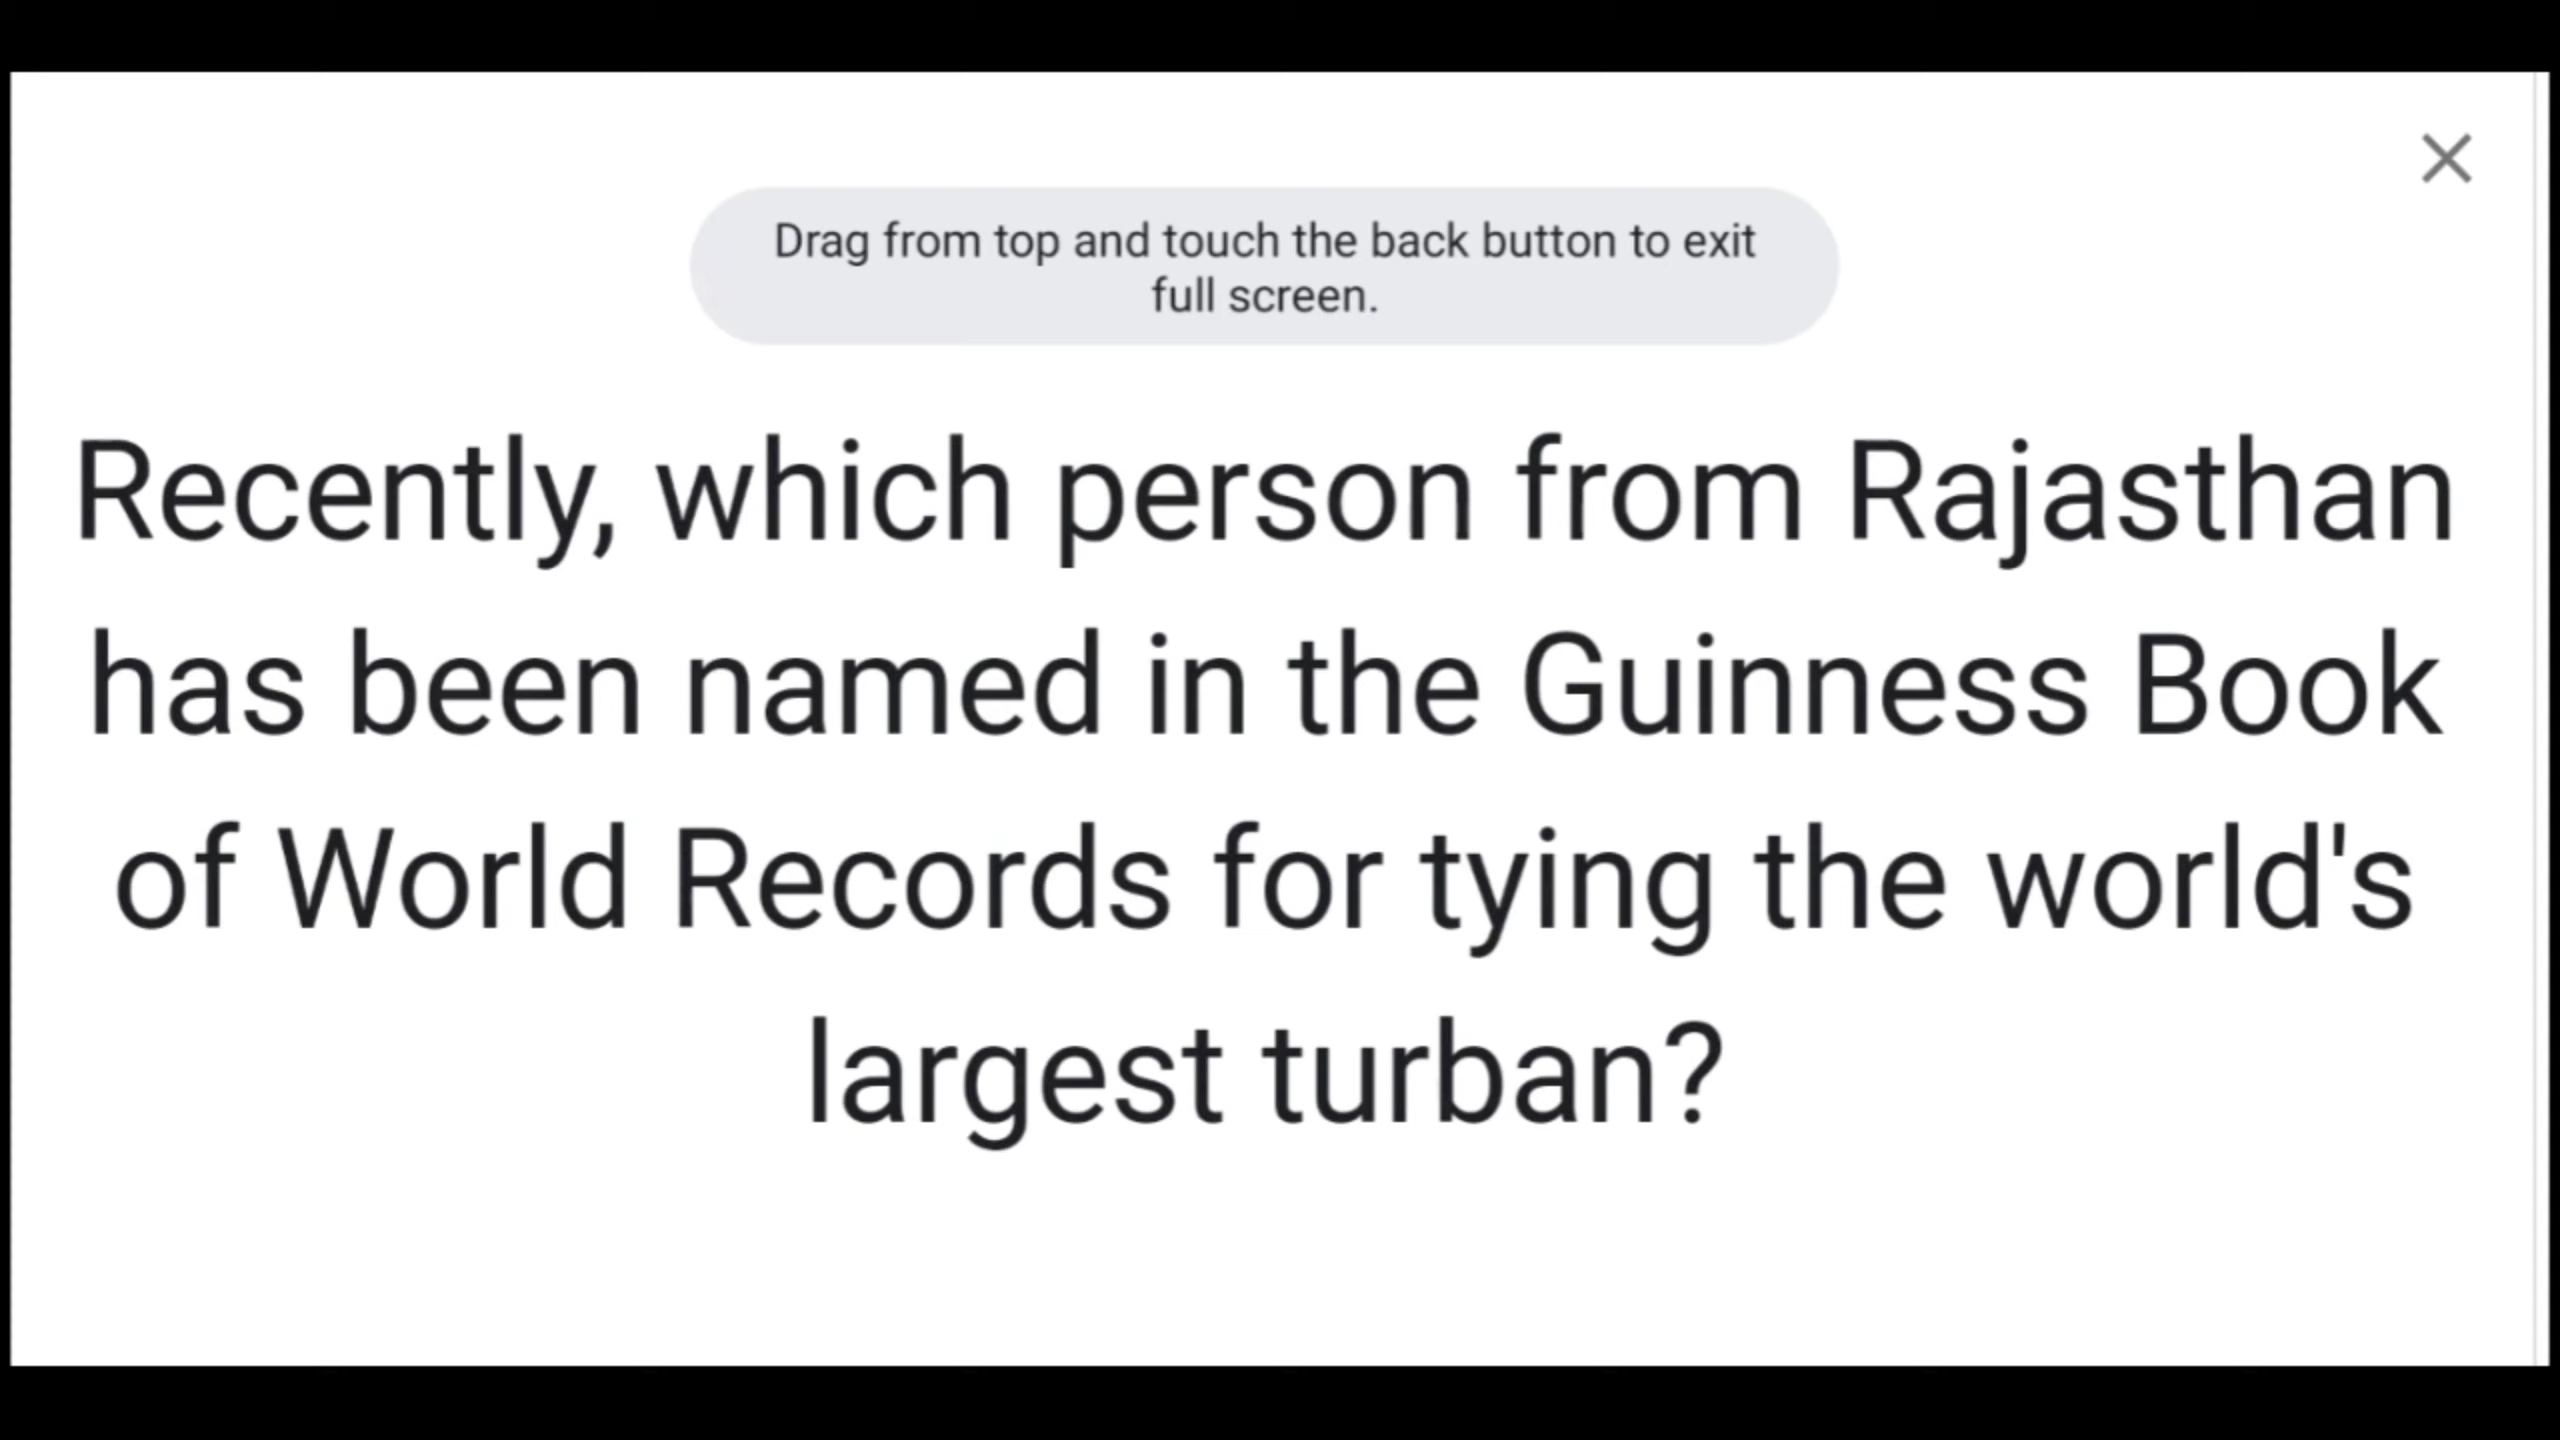 Drag from top and touch the back button to exit
full screen.
Recently, which person from Rajasthan
has been named in the Guinness Book
of World Records for tying the world's
largest turban?